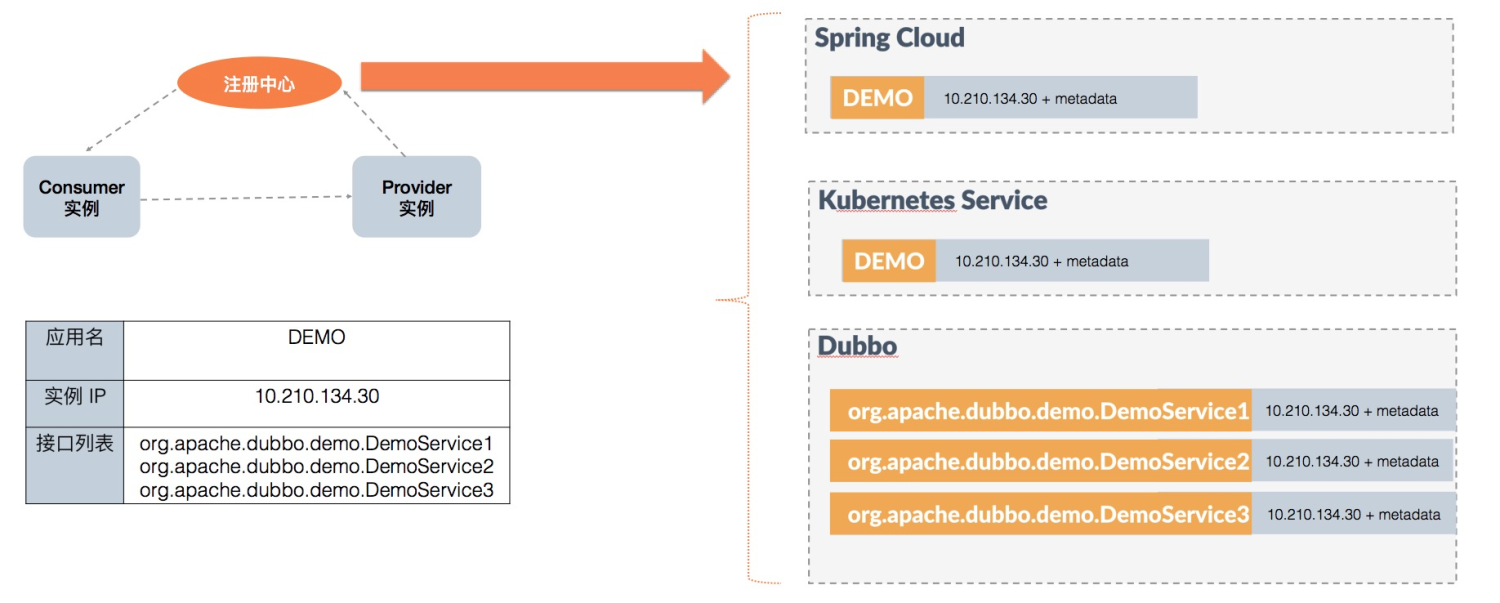 注册中心
Consumer
实例
Provider
实例
应用名
DEMO
实例 IP
10.210.134.30
接口列表
org.apache.dubbo.demo.DemoService1
org.apache.dubbo.demo.DemoService2
org.apache.dubbo.demo.DemoService3
Spring Cloud
DEMO
10.210.134.30 + metadata
Kubernetes Service
DEMO
10.210.134.30 + metadata
Dubbo
org.apache.dubbo.demo.DemoService1
10.210.134.30 + metadata
org.apache.dubbo.demo.DemoService2
10.210.134.30 + metadata
org.apache.dubbo.demo.DemoService3
10.210.134.30 + metadata